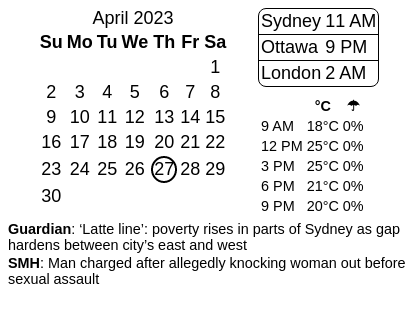 April 2023
Su Mo Tu We Th Fr Sa
1
2 3 4 5 6 7 8
9 10 11 12 13 14 15
16 17 18 19 20 21 22
23 24 25 26 27 28 29
30
Sydney 11 AM
Ottawa 9 PM
London 2 AM
°C ☂
9 AM 18°C 0%
12 PM 25°C 0%
3 PM 25°C 0%
6 PM 21°C 0%
9 PM 20°C 0%
Guardian: ‘Latte line’: poverty rises in parts of Sydney as gap
hardens between city’s east and west
SMH: Man charged after allegedly knocking woman out before
sexual assault